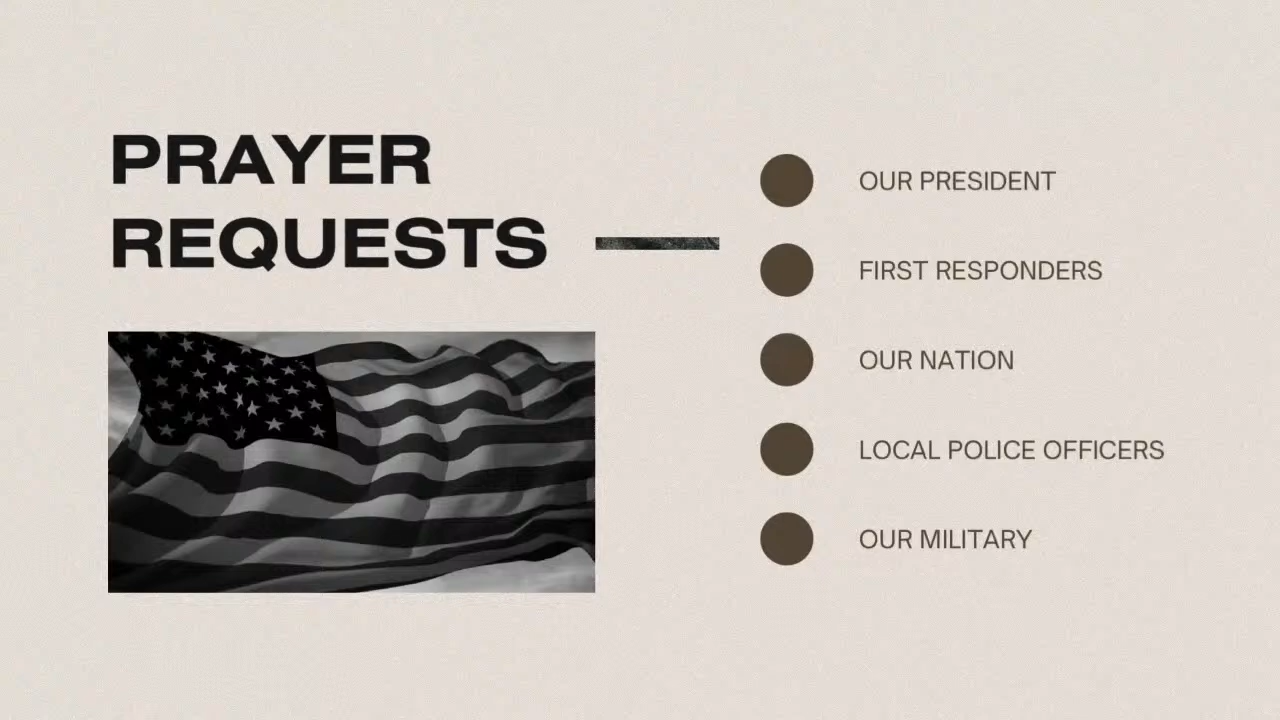 PRAYER
REQUESTS
OUR PRESIDENT
FIRST RESPONDERS
OUR NATION
LOCAL POLICE OFFICERS
OUR MILITARY